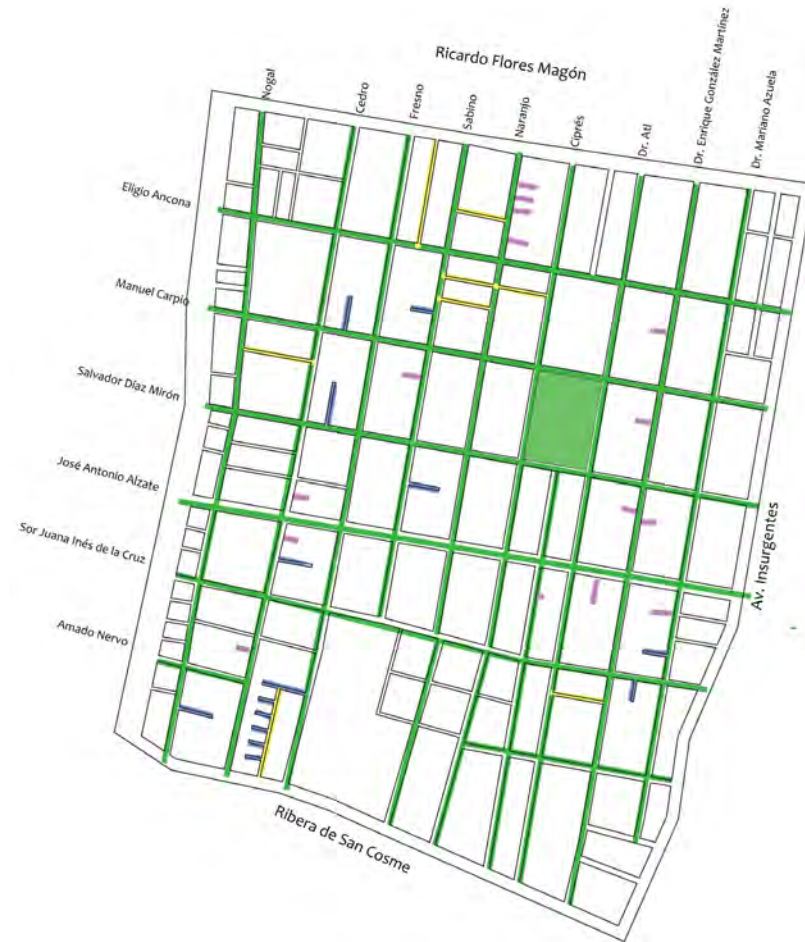 Ricardo Flores Magón
Nogal
Cedro
Fresno
Sabino
Naranjo
Ciprés
Dr. Atl
Dr. Enrique González Martínez
Dr. Mariano Azuela
Eligio Ancona
Manuel Carpio
Salvador Díaz Mirón
José Antonio Alzate
Sor Juana Inés de la Cruz
Amado Nervo
Av. Insurgentes
Ribera de San Cosme